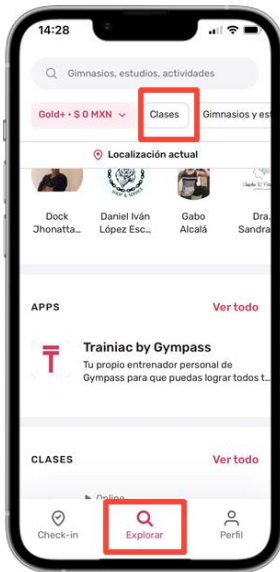 14:28
Gimnasios, estudios, actividades
Gold+ • $ 0 MXN
Clases
Gimnasios y es
Localización actual
Dock Jhonatta...
Daniel Iván López Esc...
Gabo Alcalá
Dra. Sandra
APPS
Ver todo
Trainiac by Gympass
Tu propio entrenador personal de
Gympass para que puedas lograr todos t...
CLASES
Ver todo
Online
Check-in
Explorar
Perfil